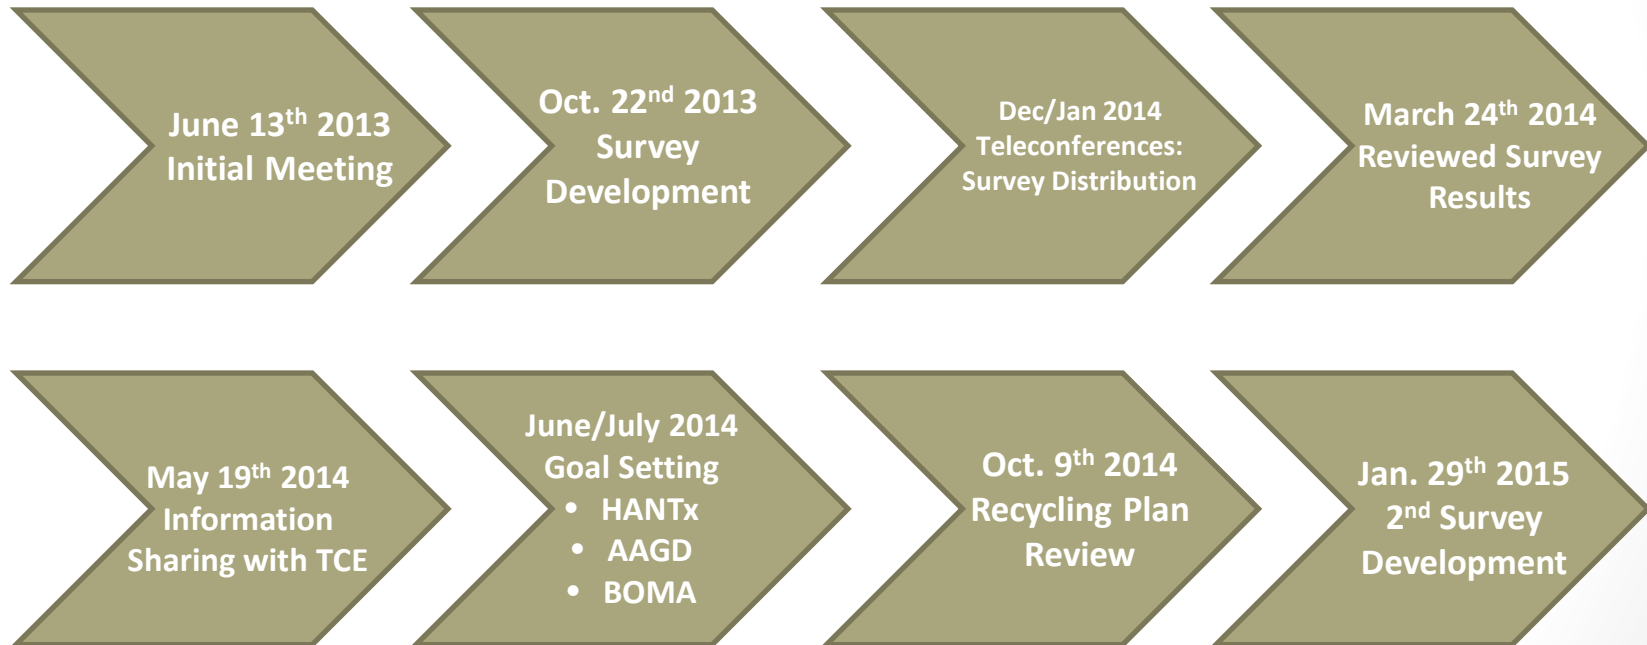 June 13th 2013
Initial Meeting
Oct. 22nd 2013
Survey
Development
Dec/Jan 2014
Teleconferences:
Survey Distribution
March 24th 2014
Reviewed Survey
Results
May 19th 2014
Information
Sharing with TCE
June/July 2014
Goal Setting
• HANTx
• AAGD
• BOMA
Oct. 9th 2014
Recycling Plan
Review
Jan. 29th 2015
2nd Survey
Development